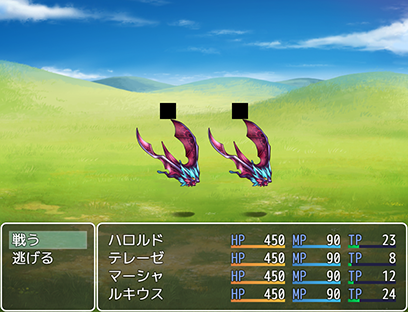 戦う
逃げる
ハロルド HP 450 MP 90 TP 23
テレーゼ HP 450 MP 90 TP 8
マーシャ HP 450 MP 90 TP 12
ルキウス HP 450 MP 90 TP 24